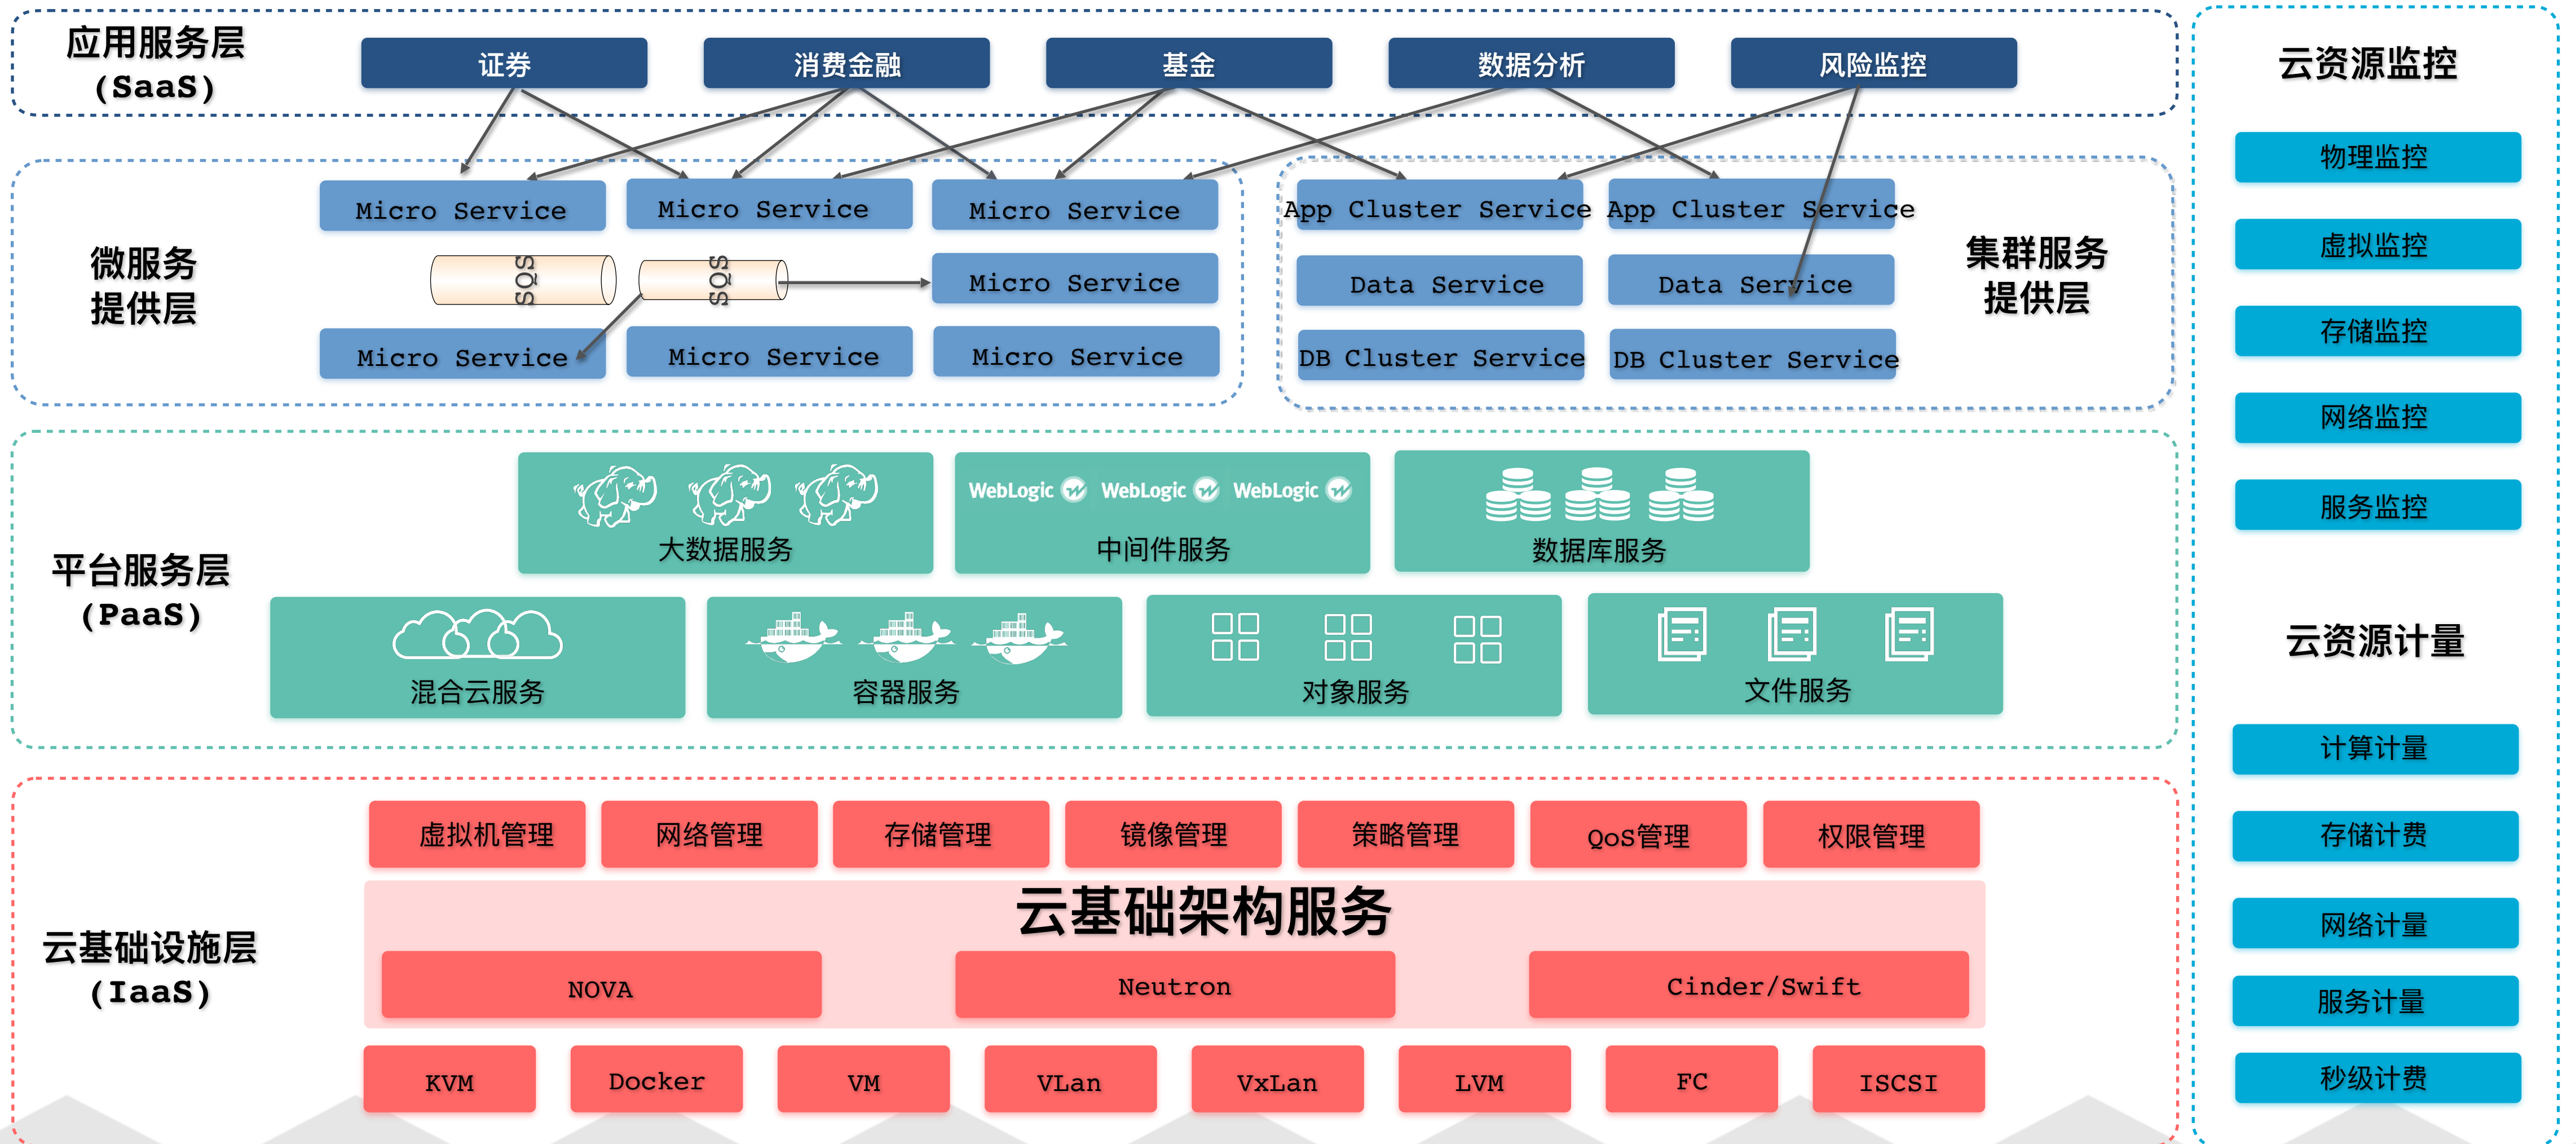 应用服务层
(SaaS)
证券
消费金融
基金
数据分析
风险监控
微服务
提供层
Micro Service
Micro Service
Micro Service
SQS
SQS
Micro Service
Micro Service
Micro Service
Micro Service
App Cluster Service
App Cluster Service
Data Service
Data Service
DB Cluster Service
DB Cluster Service
集群服务
提供层
平台服务层
(PaaS)
WebLogic
WebLogic
WebLogic
大数据服务
中间件服务
数据库服务
混合云服务
容器服务
对象服务
文件服务
云基础设施层
(IaaS)
虚拟机管理
网络管理
存储管理
镜像管理
策略管理
QoS管理
权限管理
云基础架构服务
NOVA
Neutron
Cinder/Swift
KVM
Docker
VM
VLan
VxLan
LVM
FC
ISCSI
云资源监控
物理监控
虚拟监控
存储监控
网络监控
服务监控
云资源计量
计算计量
存储计费
网络计量
服务计量
秒级计费